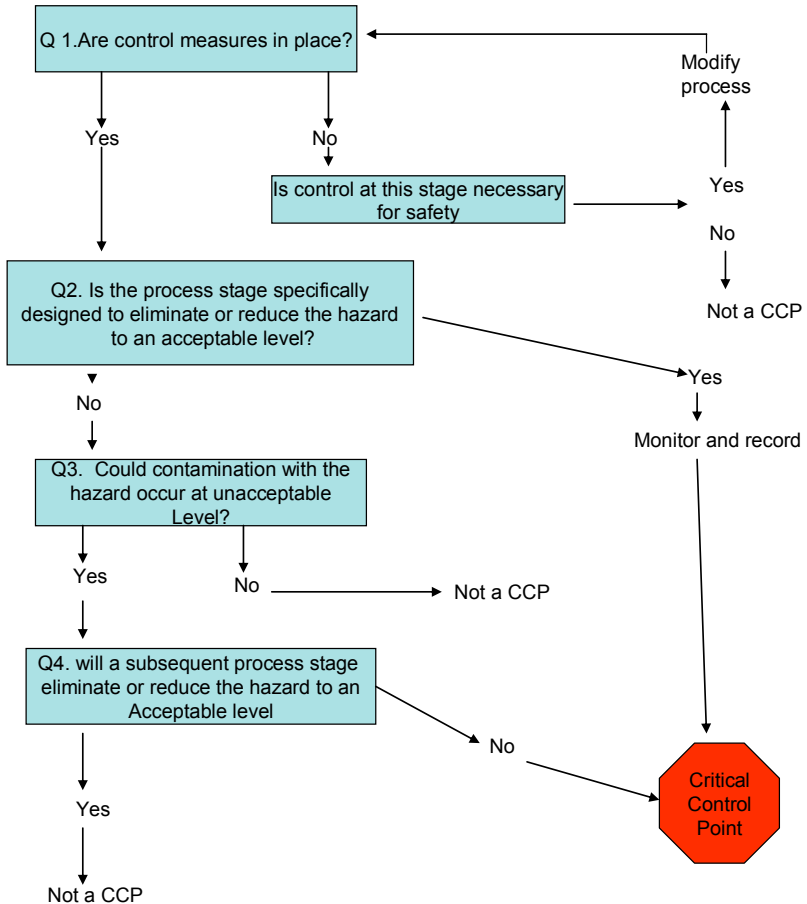 Q 1.Are control measures in place?
Modify
process
Yes
No
Is control at this stage necessary
for safety
Yes
No
Not a CCP
Q2. Is the process stage specifically
designed to eliminate or reduce the hazard
to an acceptable level?
Yes
No
Monitor and record
Q3. Could contamination with the
hazard occur at unacceptable
Level?
Yes
No
Not a CCP
Q4. will a subsequent process stage
eliminate or reduce the hazard to an
Acceptable level
No
Critical
Control
Point
Yes
Not a CCP